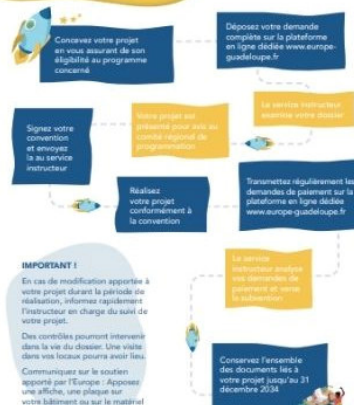 Concevez votre projet
en vous assurant de son
éligibilité au programme
concerné
Déposez votre demande
complète sur la plateforme
en ligne dédiée www.europe-
guadeloupe.fr
Le service instructeur
examine votre dossier
Votre projet est
présenté pour avis au
comité régional de
programmation
Signez votre
convention
et envoyez
la au service
instructeur
Réalisez
votre projet
conformément à
la convention
Transmettez régulièrement les
demandes de paiement sur la
plateforme en ligne dédiée
www.europe-guadeloupe.fr
Le service
instructeur analyse
vos demandes de
paiement et verse
la subvention
Conservez l'ensemble
des documents liés à
votre projet jusqu'au 31
décembre 2034
IMPORTANT !
En cas de modification apportée à
votre projet durant la période de
réalisation, informez rapidement
l'instructeur en charge du suivi de
votre projet.
Des contrôles pourront intervenir
dans la vie du dossier. Une visite
dans vos locaux pourra avoir lieu.
Communiquez sur le soutien
apporté par l'Europe : Apposez
une affiche, une plaque sur
votre bâtiment ou sur le matériel